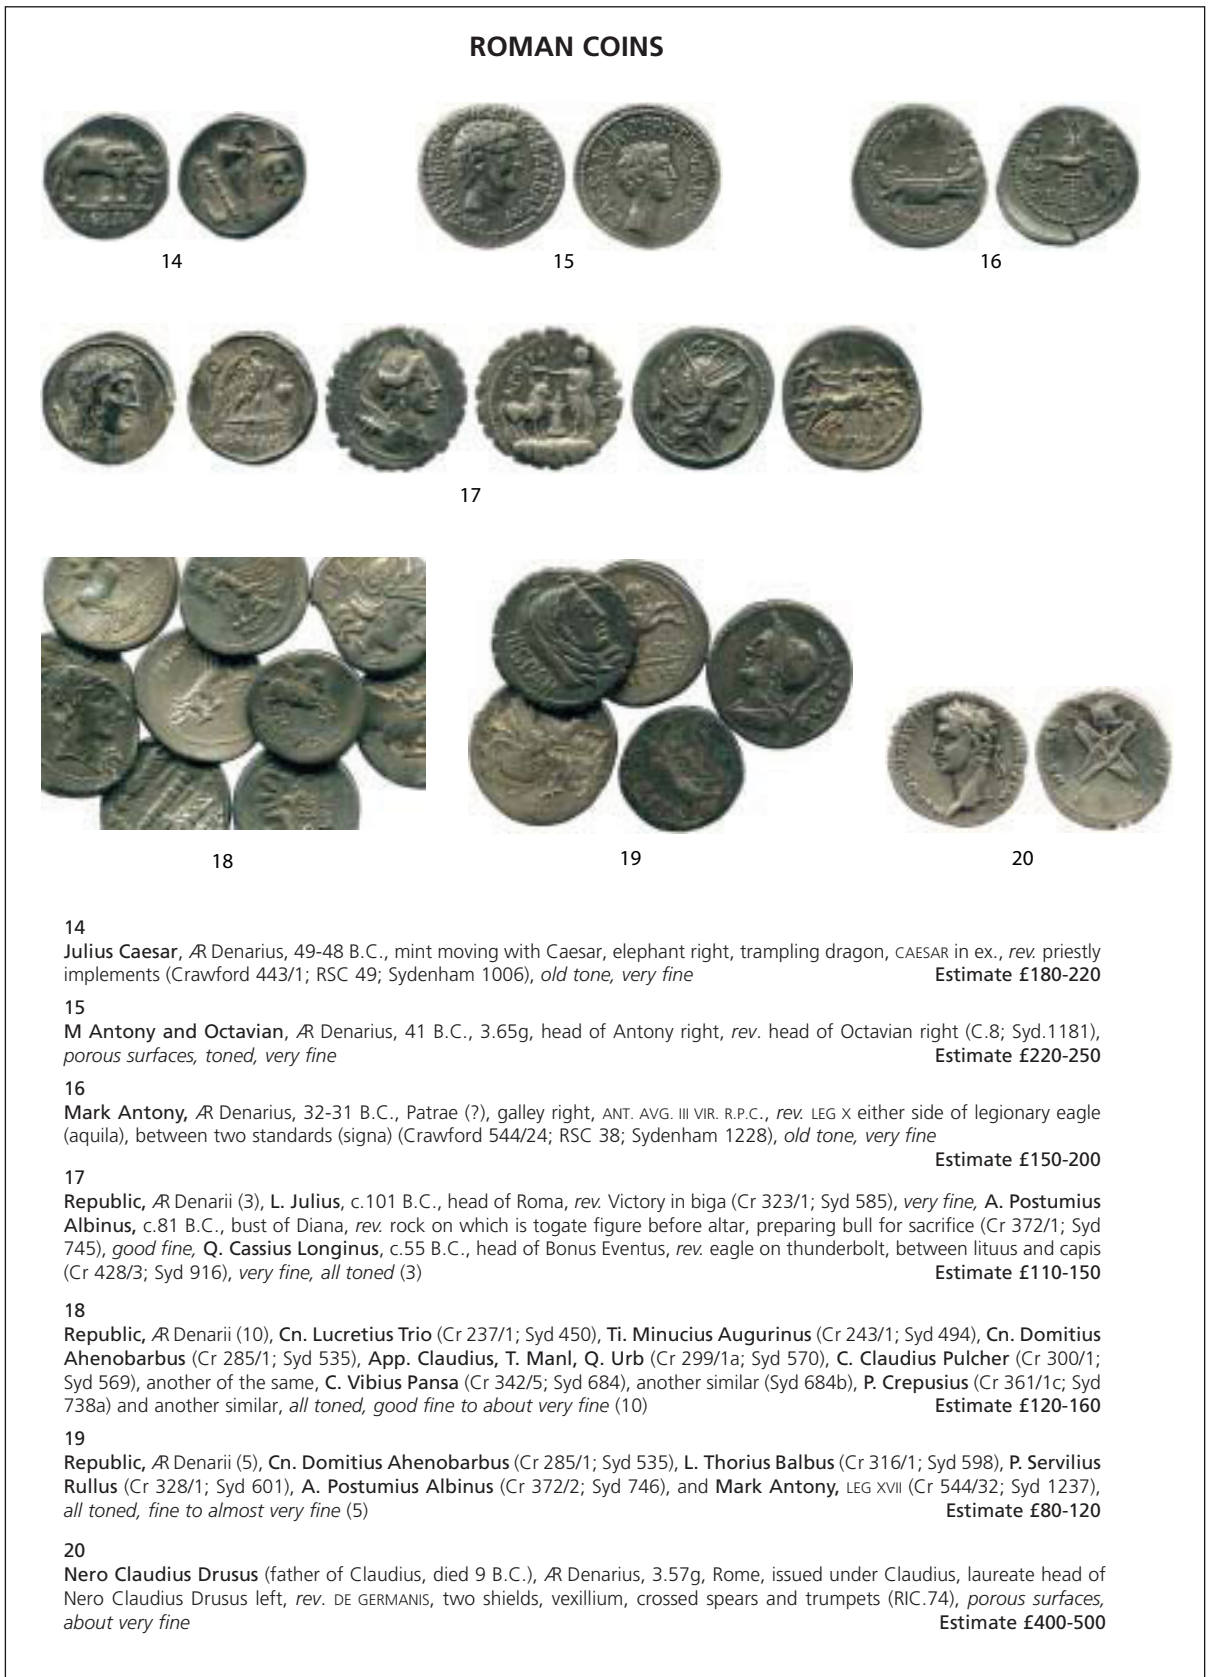 ROMAN COINS
14
15
16
17
18
19
20
14
Julius Caesar, Æ Denarius, 49-48 B.C., mint moving with Caesar, elephant right, trampling dragon, CAESAR in ex., rev. priestly
implements (Crawford 443/1; RSC 49; Sydenham 1006), old tone, very fine Estimate £180-220
15
M Antony and Octavian, Æ Denarius, 41 B.C., 3.65g, head of Antony right, rev. head of Octavian right (C.8; Syd.1181),
porous surfaces, toned, very fine Estimate £220-250
16
Mark Antony, Æ Denarius, 32-31 B.C., Patrae (?), galley right, ANT. AVG. III VIR. R.P.C., rev. LEG X either side of legionary eagle
(aquila), between two standards (signa) (Crawford 544/24; RSC 38; Sydenham 1228), old tone, very fine
Estimate £150-200
17
Republic, Æ Denarii (3), L. Julius, c.101 B.C., head of Roma, rev. Victory in biga (Cr 323/1; Syd 585), very fine, A. Postumius
Albinus, c.81 B.C., bust of Diana, rev. rock on which is togate figure before altar, preparing bull for sacrifice (Cr 372/1; Syd
745), good fine, Q. Cassius Longinus, c.55 B.C., head of Bonus Eventus, rev. eagle on thunderbolt, between lituus and capis
(Cr 428/3; Syd 916), very fine, all toned (3) Estimate £110-150
18
Republic, Æ Denarii (10), Cn. Lucretius Trio (Cr 237/1; Syd 450), Ti. Minucius Augurinus (Cr 243/1; Syd 494), Cn. Domitius
Ahenobarbus (Cr 285/1; Syd 535), App. Claudius, T. Manl, Q. Urb (Cr 299/1a; Syd 570), C. Claudius Pulcher (Cr 300/1;
Syd 569), another of the same, C. Vibius Pansa (Cr 342/5; Syd 684), another similar (Syd 684b), P. Crepusius (Cr 361/1c; Syd
738a) and another similar, all toned, good fine to about very fine (10) Estimate £120-160
19
Republic, Æ Denarii (5), Cn. Domitius Ahenobarbus (Cr 285/1; Syd 535), L. Thorius Balbus (Cr 316/1; Syd 598), P. Servilius
Rullus (Cr 328/1; Syd 601), A. Postumius Albinus (Cr 372/2; Syd 746), and Mark Antony, LEG XVII (Cr 544/32; Syd 1237),
all toned, fine to almost very fine (5) Estimate £80-120
20
Nero Claudius Drusus (father of Claudius, died 9 B.C.), Æ Denarius, 3.57g, Rome, issued under Claudius, laureate head of
Nero Claudius Drusus left, rev. DE GERMANIS, two shields, vexillium, crossed spears and trumpets (RIC.74), porous surfaces,
about very fine Estimate £400-500